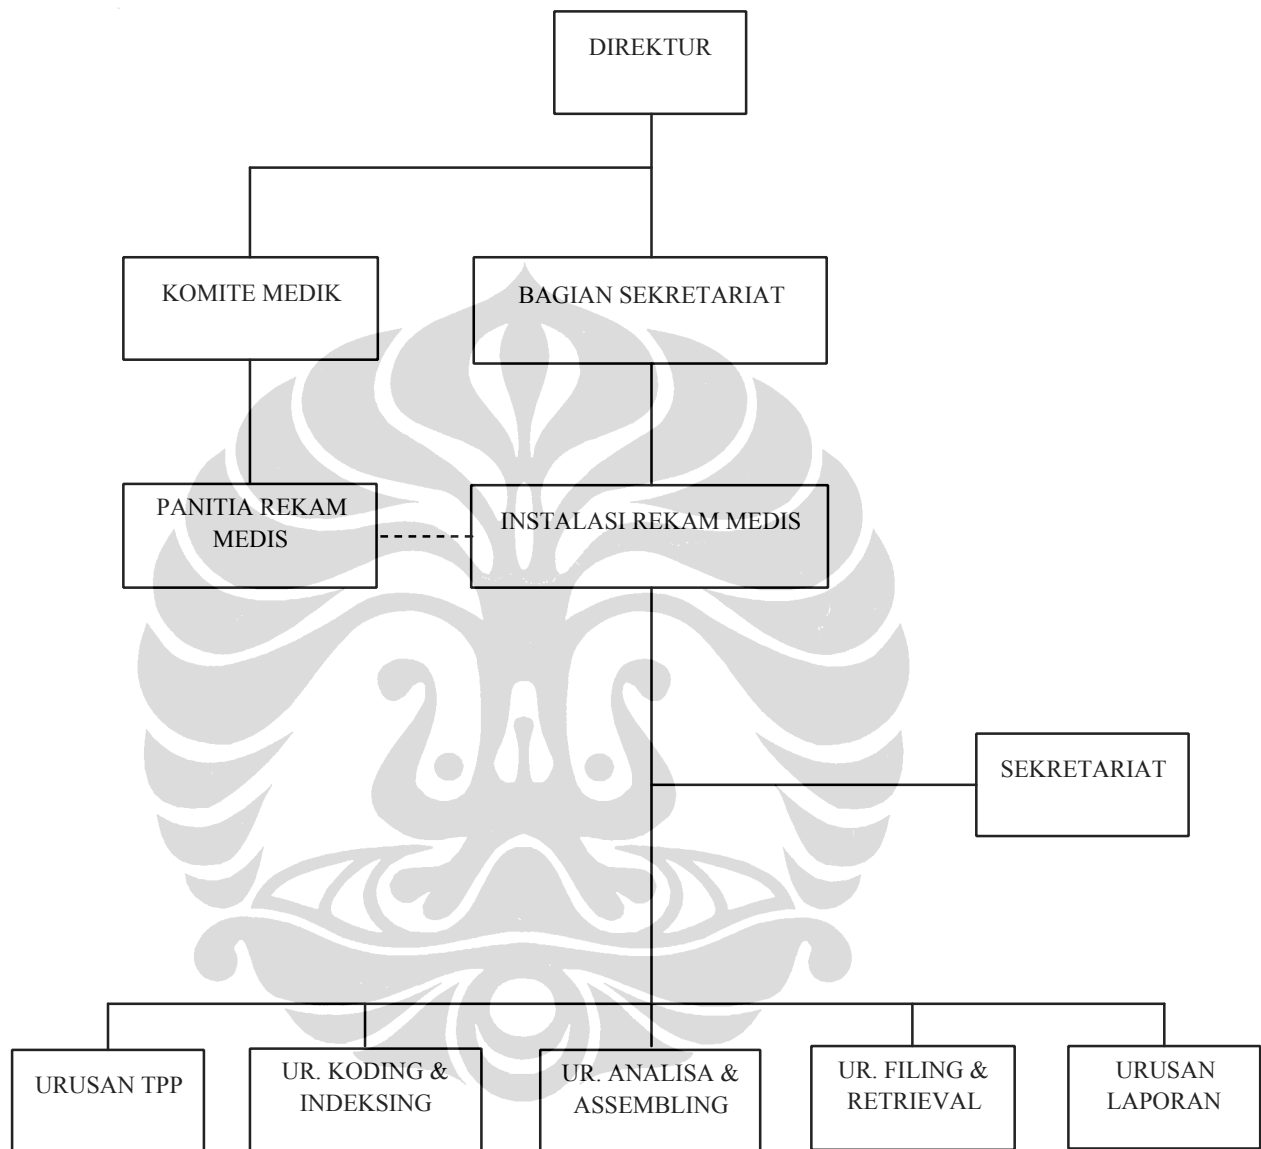 DIREKTUR
KOMITE MEDIK
BAGIAN SEKRETARIAT
PANITIA REKAM
MEDIS
INSTALASI REKAM MEDIS
SEKRETARIAT
URUSAN TPP
UR. KODING &
INDEKSING
UR. ANALISA &
ASSEMBLING
UR. FILING &
RETRIEVAL
URUSAN
LAPORAN